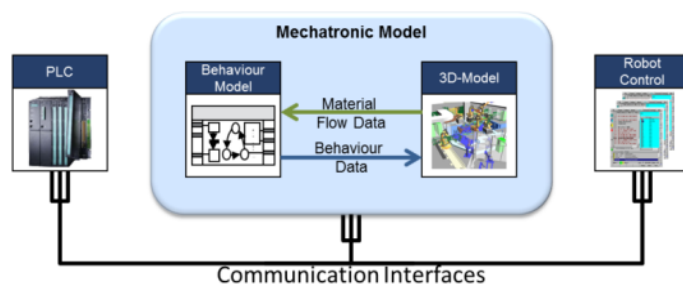 Mechatronic Model
PLC
Behaviour
Model
3D-Model
Robot
Control
Material
Flow Data
Behaviour
Data
Communication Interfaces